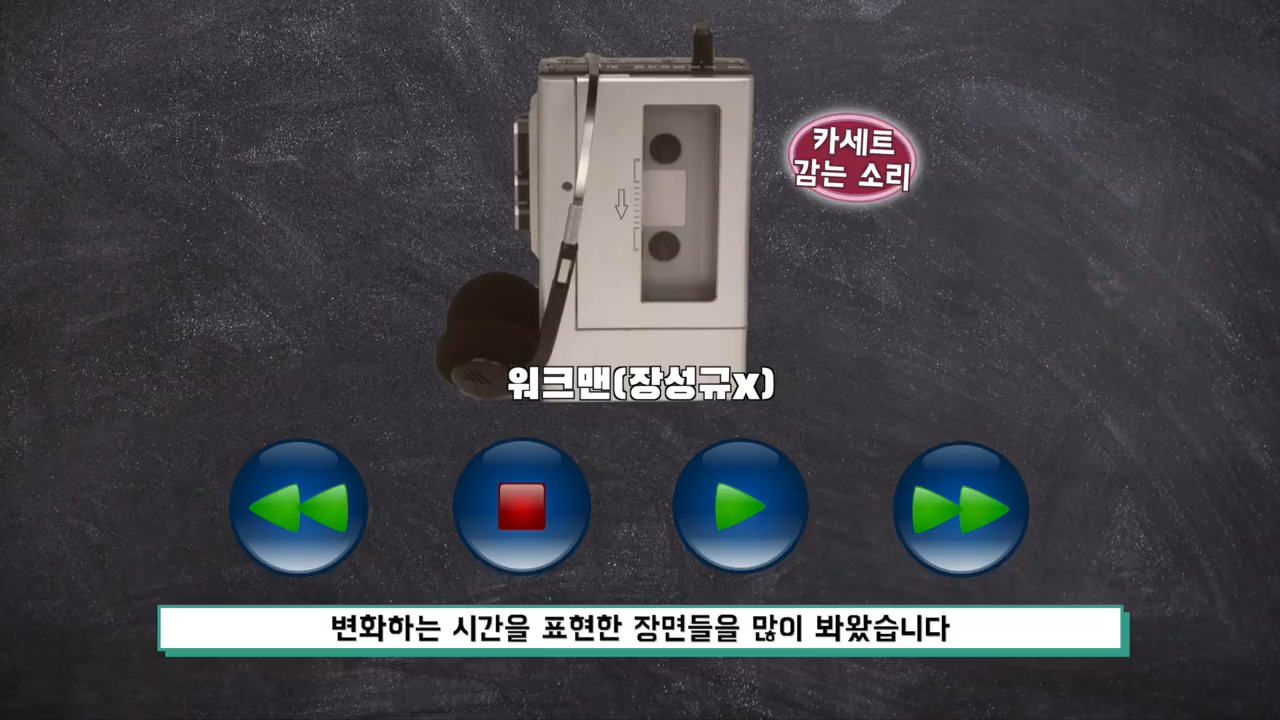 카세트
감는 소리
워크맨(장성규x)
변화하는 시간을 표현한 장면들을 많이 봐왔습니다